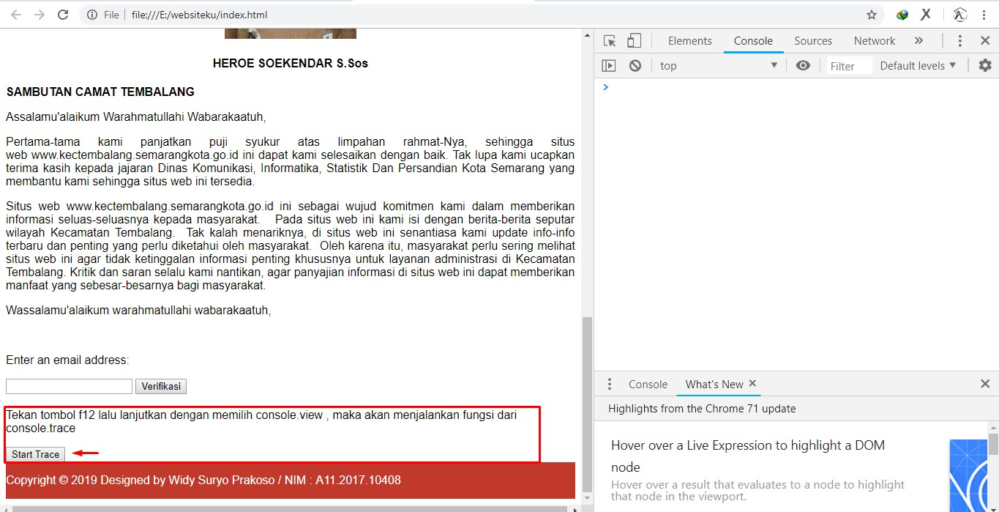 File file:///E:/websiteku/index.html
HEROE SOEKENDAR S.Sos
SAMBUTAN CAMAT TEMBALANG
Assalamu'alaikum Warahmatullahi Wabarakaatuh,
Pertama-tama kami panjatkan puji syukur atas limpahan rahmat-Nya, sehingga situs
web www.kectembalang.semarangkota.go.id ini dapat kami selesaikan dengan baik. Tak lupa kami ucapkan
terima kasih kepada jajaran Dinas Komunikasi, Informatika, Statistik Dan Persandian Kota Semarang yang
membantu kami sehingga situs web ini tersedia.
Situs web www.kectembalang.semarangkota.go.id ini sebagai wujud komitmen kami dalam memberikan
informasi seluas-seluasnya kepada masyarakat. Pada situs web ini kami isi dengan berita-berita seputar
wilayah Kecamatan Tembalang. Tak kalah menariknya, di situs web ini senantiasa kami update info-info
terbaru dan penting yang perlu diketahui oleh masyarakat. Oleh karena itu, masyarakat perlu sering melihat
situs web ini agar tidak ketinggalan informasi penting khususnya untuk layanan administrasi di Kecamatan
Tembalang. Kritik dan saran selalu kami nantikan, agar panyajian informasi di situs web ini dapat memberikan
manfaat yang sebesar-besarnya bagi masyarakat.
Wassalamu'alaikum warahmatullahi wabarakaatuh,
Enter an email address:
Verifikasi
Tekan tombol f12 lalu lanjutkan dengan memilih console.view , maka akan menjalankan fungsi dari
console.trace
Start Trace
Copyright © 2019 Designed by Widy Suryo Prakoso / NIM : A11.2017.10408
Elements Console Sources Network »
top Filter Default levels
Console What's New
Highlights from the Chrome 71 update
Hover over a Live Expression to highlight a DOM
node
Hover over a result that evaluates to a node to highlight
that node in the viewport.